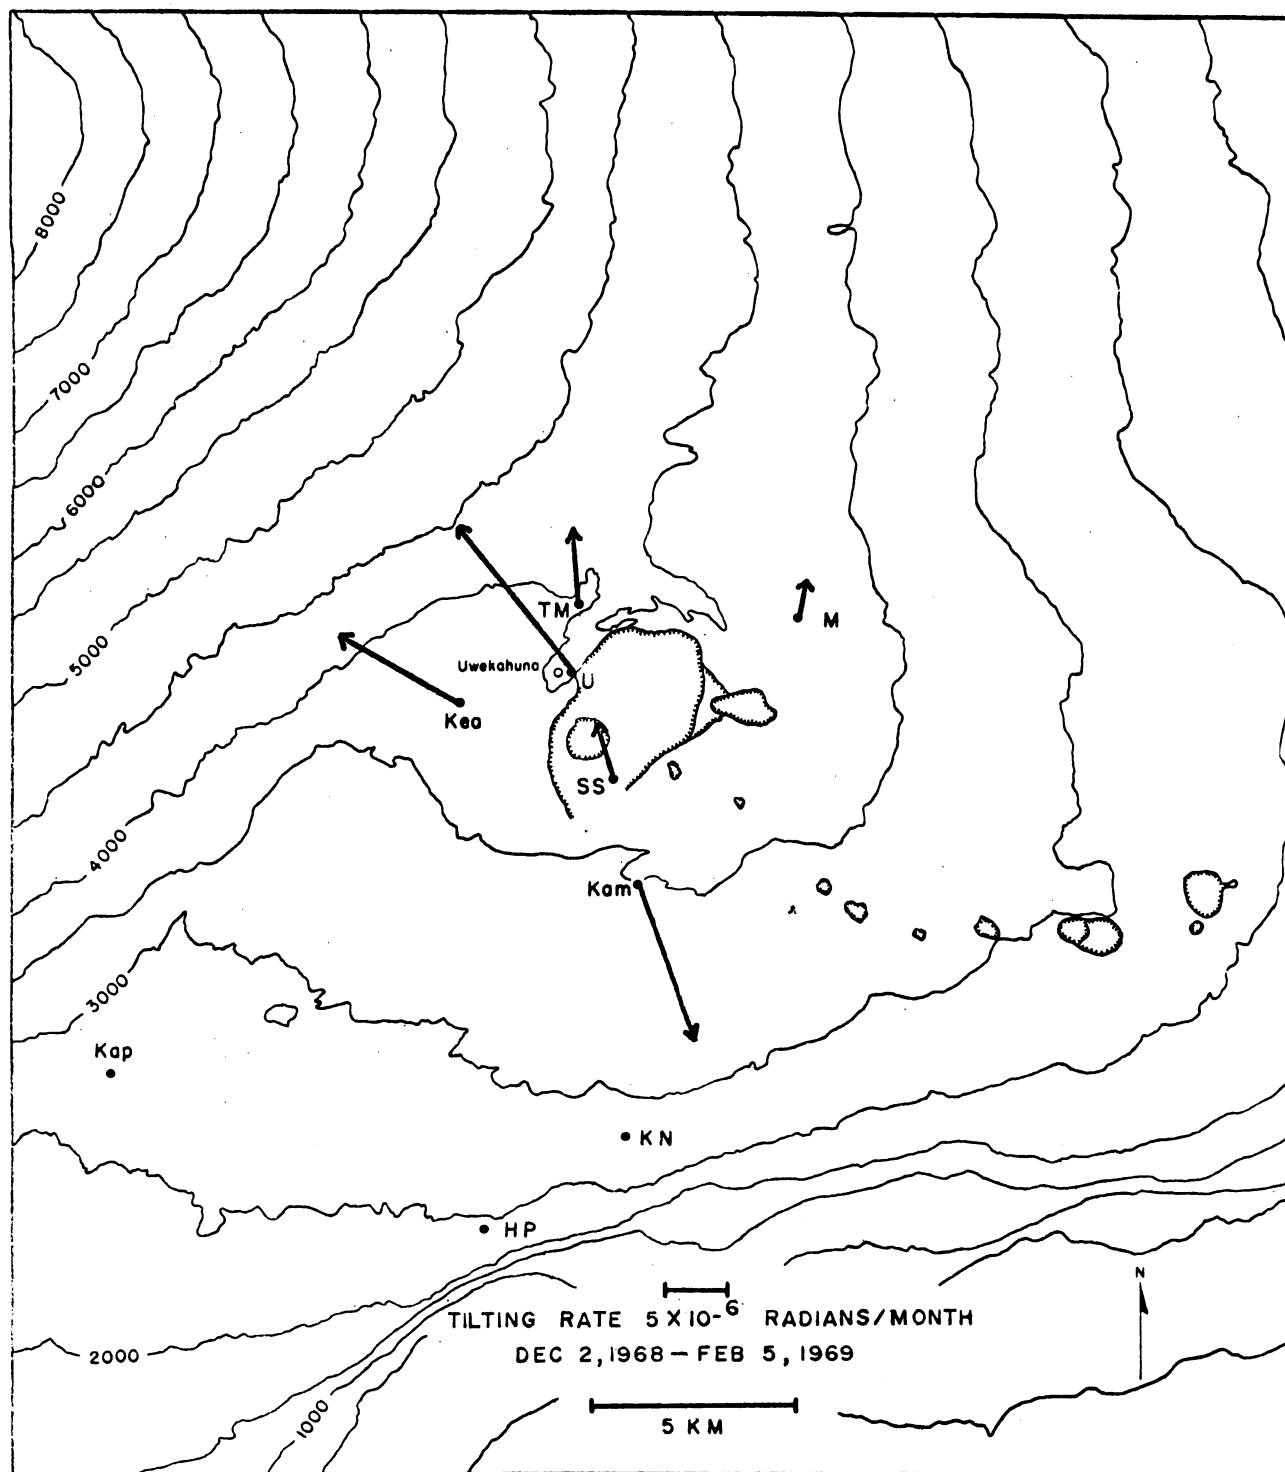 8000
7000
6000
5000
TM
M
Uwekahuna
U
Kea
SS
4000
Kam
3000
Kap
KN
HP
N
TILTING RATE 5 X 10-6 RADIANS/MONTH
2000
DEC 2, 1968 — FEB 5, 1969
1000
5 KM